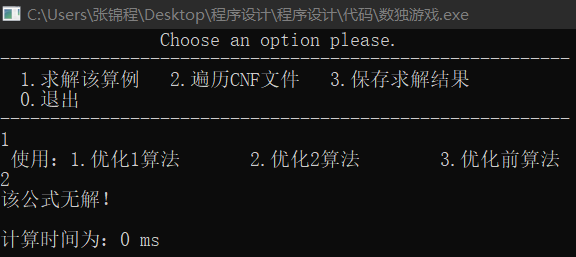 C:\Users\张锦程\Desktop\程序设计\程序设计\代码\数独游戏.exe
Choose an option please.
---------------------------------------------------------
1.求解该算例 2.遍历CNF文件 3.保存求解结果
0.退出
---------------------------------------------------------
1
使用：1.优化1算法 2.优化2算法 3.优化前算法
2
该公式无解！
计算时间为：0 ms